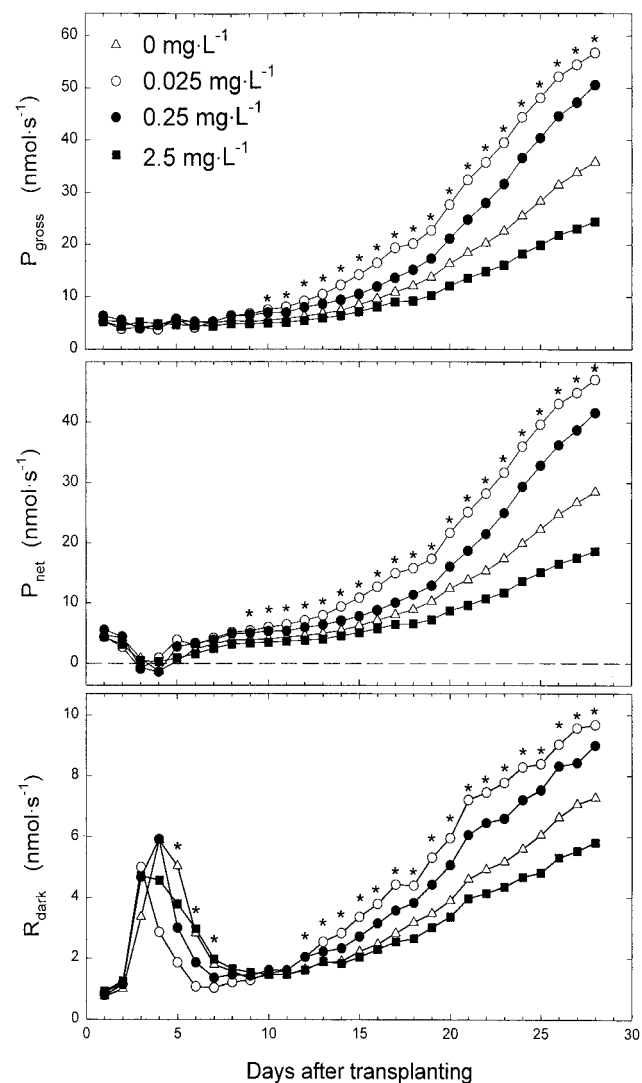 60
50
40
30
20
10
0
P_gross (nmol·s⁻¹)
0 mg·L⁻¹
0.025 mg·L⁻¹
0.25 mg·L⁻¹
2.5 mg·L⁻¹
* * * * * * * * * * * * * * * * * * *
40
30
20
10
0
P_net (nmol·s⁻¹)
* * * * * * * * * * * * * * * * * * * *
10
8
6
4
2
0
R_dark (nmol·s⁻¹)
* * * * * * * * * * * * * * * * * * * *
0 5 10 15 20 25 30
Days after transplanting